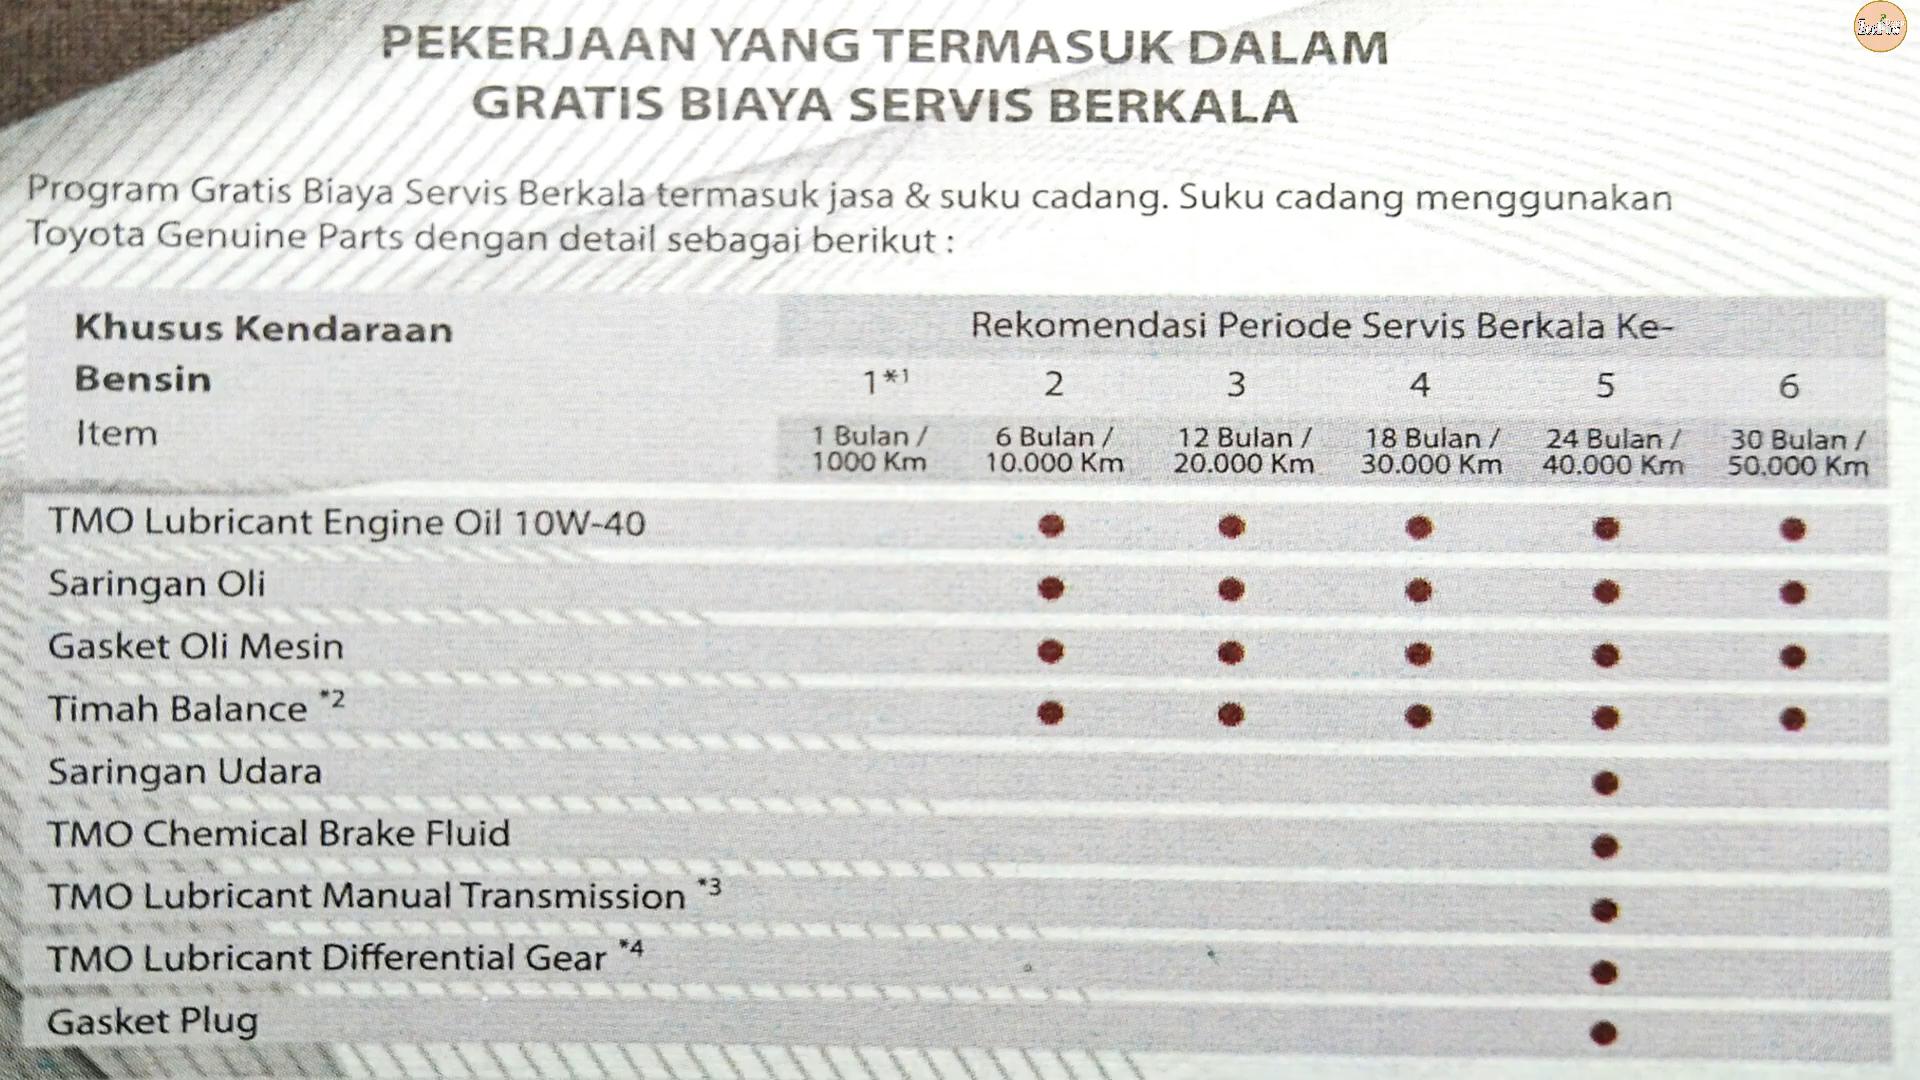 PEKERJAAN YANG TERMASUK DALAM
GRATIS BIAYA SERVIS BERKALA
Program Gratis Biaya Servis Berkala termasuk jasa & suku cadang. Suku cadang menggunakan
Toyota Genuine Parts dengan detail sebagai berikut :
Khusus Kendaraan
Bensin
Item
Rekomendasi Periode Servis Berkala Ke-
1*1 2 3 4 5 6
1 Bulan / 6 Bulan / 12 Bulan / 18 Bulan / 24 Bulan / 30 Bulan /
1000 Km 10.000 Km 20.000 Km 30.000 Km 40.000 Km 50.000 Km
TMO Lubricant Engine Oil 10W-40 ● ● ● ● ●
Saringan Oli ● ● ● ● ●
Gasket Oli Mesin ● ● ● ● ●
Timah Balance *2 ● ● ● ● ●
Saringan Udara ●
TMO Chemical Brake Fluid ●
TMO Lubricant Manual Transmission *3 ●
TMO Lubricant Differential Gear *4 ●
Gasket Plug ●